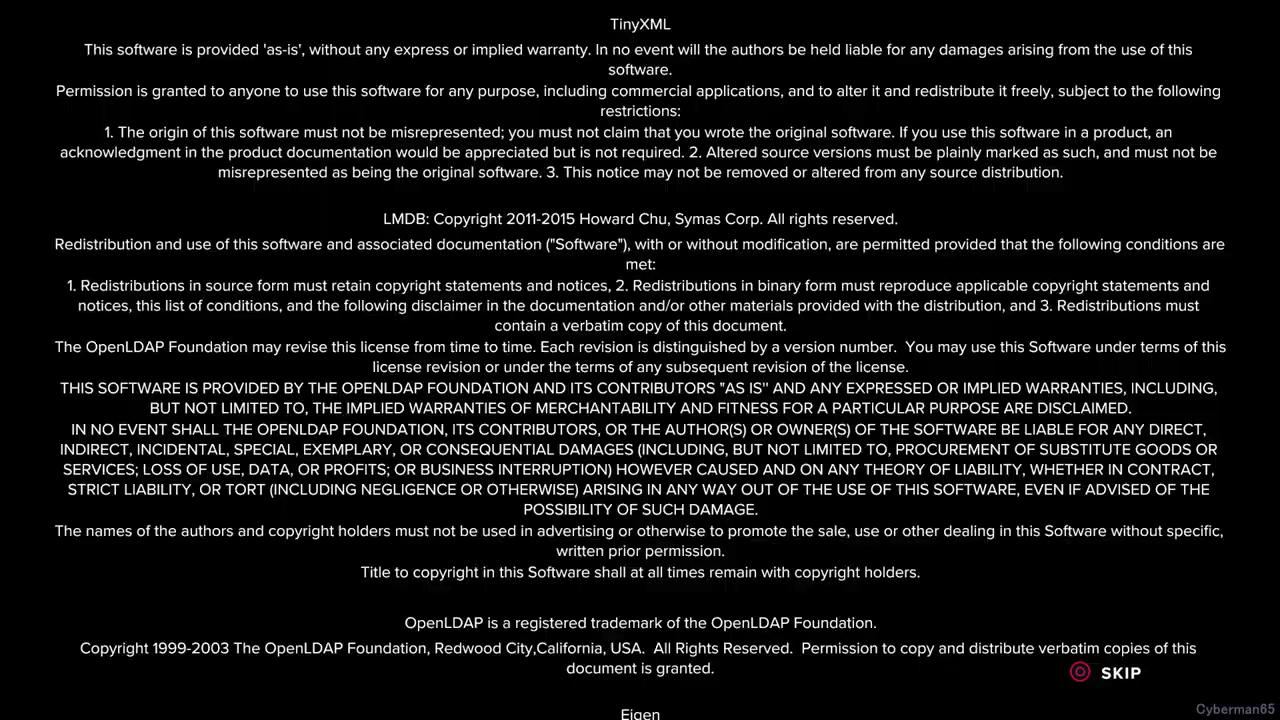 TinyXML
This software is provided 'as-is', without any express or implied warranty. In no event will the authors be held liable for any damages arising from the use of this
software.
Permission is granted to anyone to use this software for any purpose, including commercial applications, and to alter it and redistribute it freely, subject to the following
restrictions:
1. The origin of this software must not be misrepresented; you must not claim that you wrote the original software. If you use this software in a product, an
acknowledgment in the product documentation would be appreciated but is not required. 2. Altered source versions must be plainly marked as such, and must not be
misrepresented as being the original software. 3. This notice may not be removed or altered from any source distribution.
LMDB: Copyright 2011-2015 Howard Chu, Symas Corp. All rights reserved.
Redistribution and use of this software and associated documentation ("Software"), with or without modification, are permitted provided that the following conditions are
met:
1. Redistributions in source form must retain copyright statements and notices, 2. Redistributions in binary form must reproduce applicable copyright statements and
notices, this list of conditions, and the following disclaimer in the documentation and/or other materials provided with the distribution, and 3. Redistributions must
contain a verbatim copy of this document.
The OpenLDAP Foundation may revise this license from time to time. Each revision is distinguished by a version number.  You may use this Software under terms of this
license revision or under the terms of any subsequent revision of the license.
THIS SOFTWARE IS PROVIDED BY THE OPENLDAP FOUNDATION AND ITS CONTRIBUTORS "AS IS" AND ANY EXPRESSED OR IMPLIED WARRANTIES, INCLUDING,
BUT NOT LIMITED TO, THE IMPLIED WARRANTIES OF MERCHANTABILITY AND FITNESS FOR A PARTICULAR PURPOSE ARE DISCLAIMED.
IN NO EVENT SHALL THE OPENLDAP FOUNDATION, ITS CONTRIBUTORS, OR THE AUTHOR(S) OR OWNER(S) OF THE SOFTWARE BE LIABLE FOR ANY DIRECT,
INDIRECT, INCIDENTAL, SPECIAL, EXEMPLARY, OR CONSEQUENTIAL DAMAGES (INCLUDING, BUT NOT LIMITED TO, PROCUREMENT OF SUBSTITUTE GOODS OR
SERVICES; LOSS OF USE, DATA, OR PROFITS; OR BUSINESS INTERRUPTION) HOWEVER CAUSED AND ON ANY THEORY OF LIABILITY, WHETHER IN CONTRACT,
STRICT LIABILITY, OR TORT (INCLUDING NEGLIGENCE OR OTHERWISE) ARISING IN ANY WAY OUT OF THE USE OF THIS SOFTWARE, EVEN IF ADVISED OF THE
POSSIBILITY OF SUCH DAMAGE.
The names of the authors and copyright holders must not be used in advertising or otherwise to promote the sale, use or other dealing in this Software without specific,
written prior permission.
Title to copyright in this Software shall at all times remain with copyright holders.
OpenLDAP is a registered trademark of the OpenLDAP Foundation.
Copyright 1999-2003 The OpenLDAP Foundation, Redwood City,California, USA.  All Rights Reserved.  Permission to copy and distribute verbatim copies of this
document is granted.
SKIP
Cyberman65
Eigen